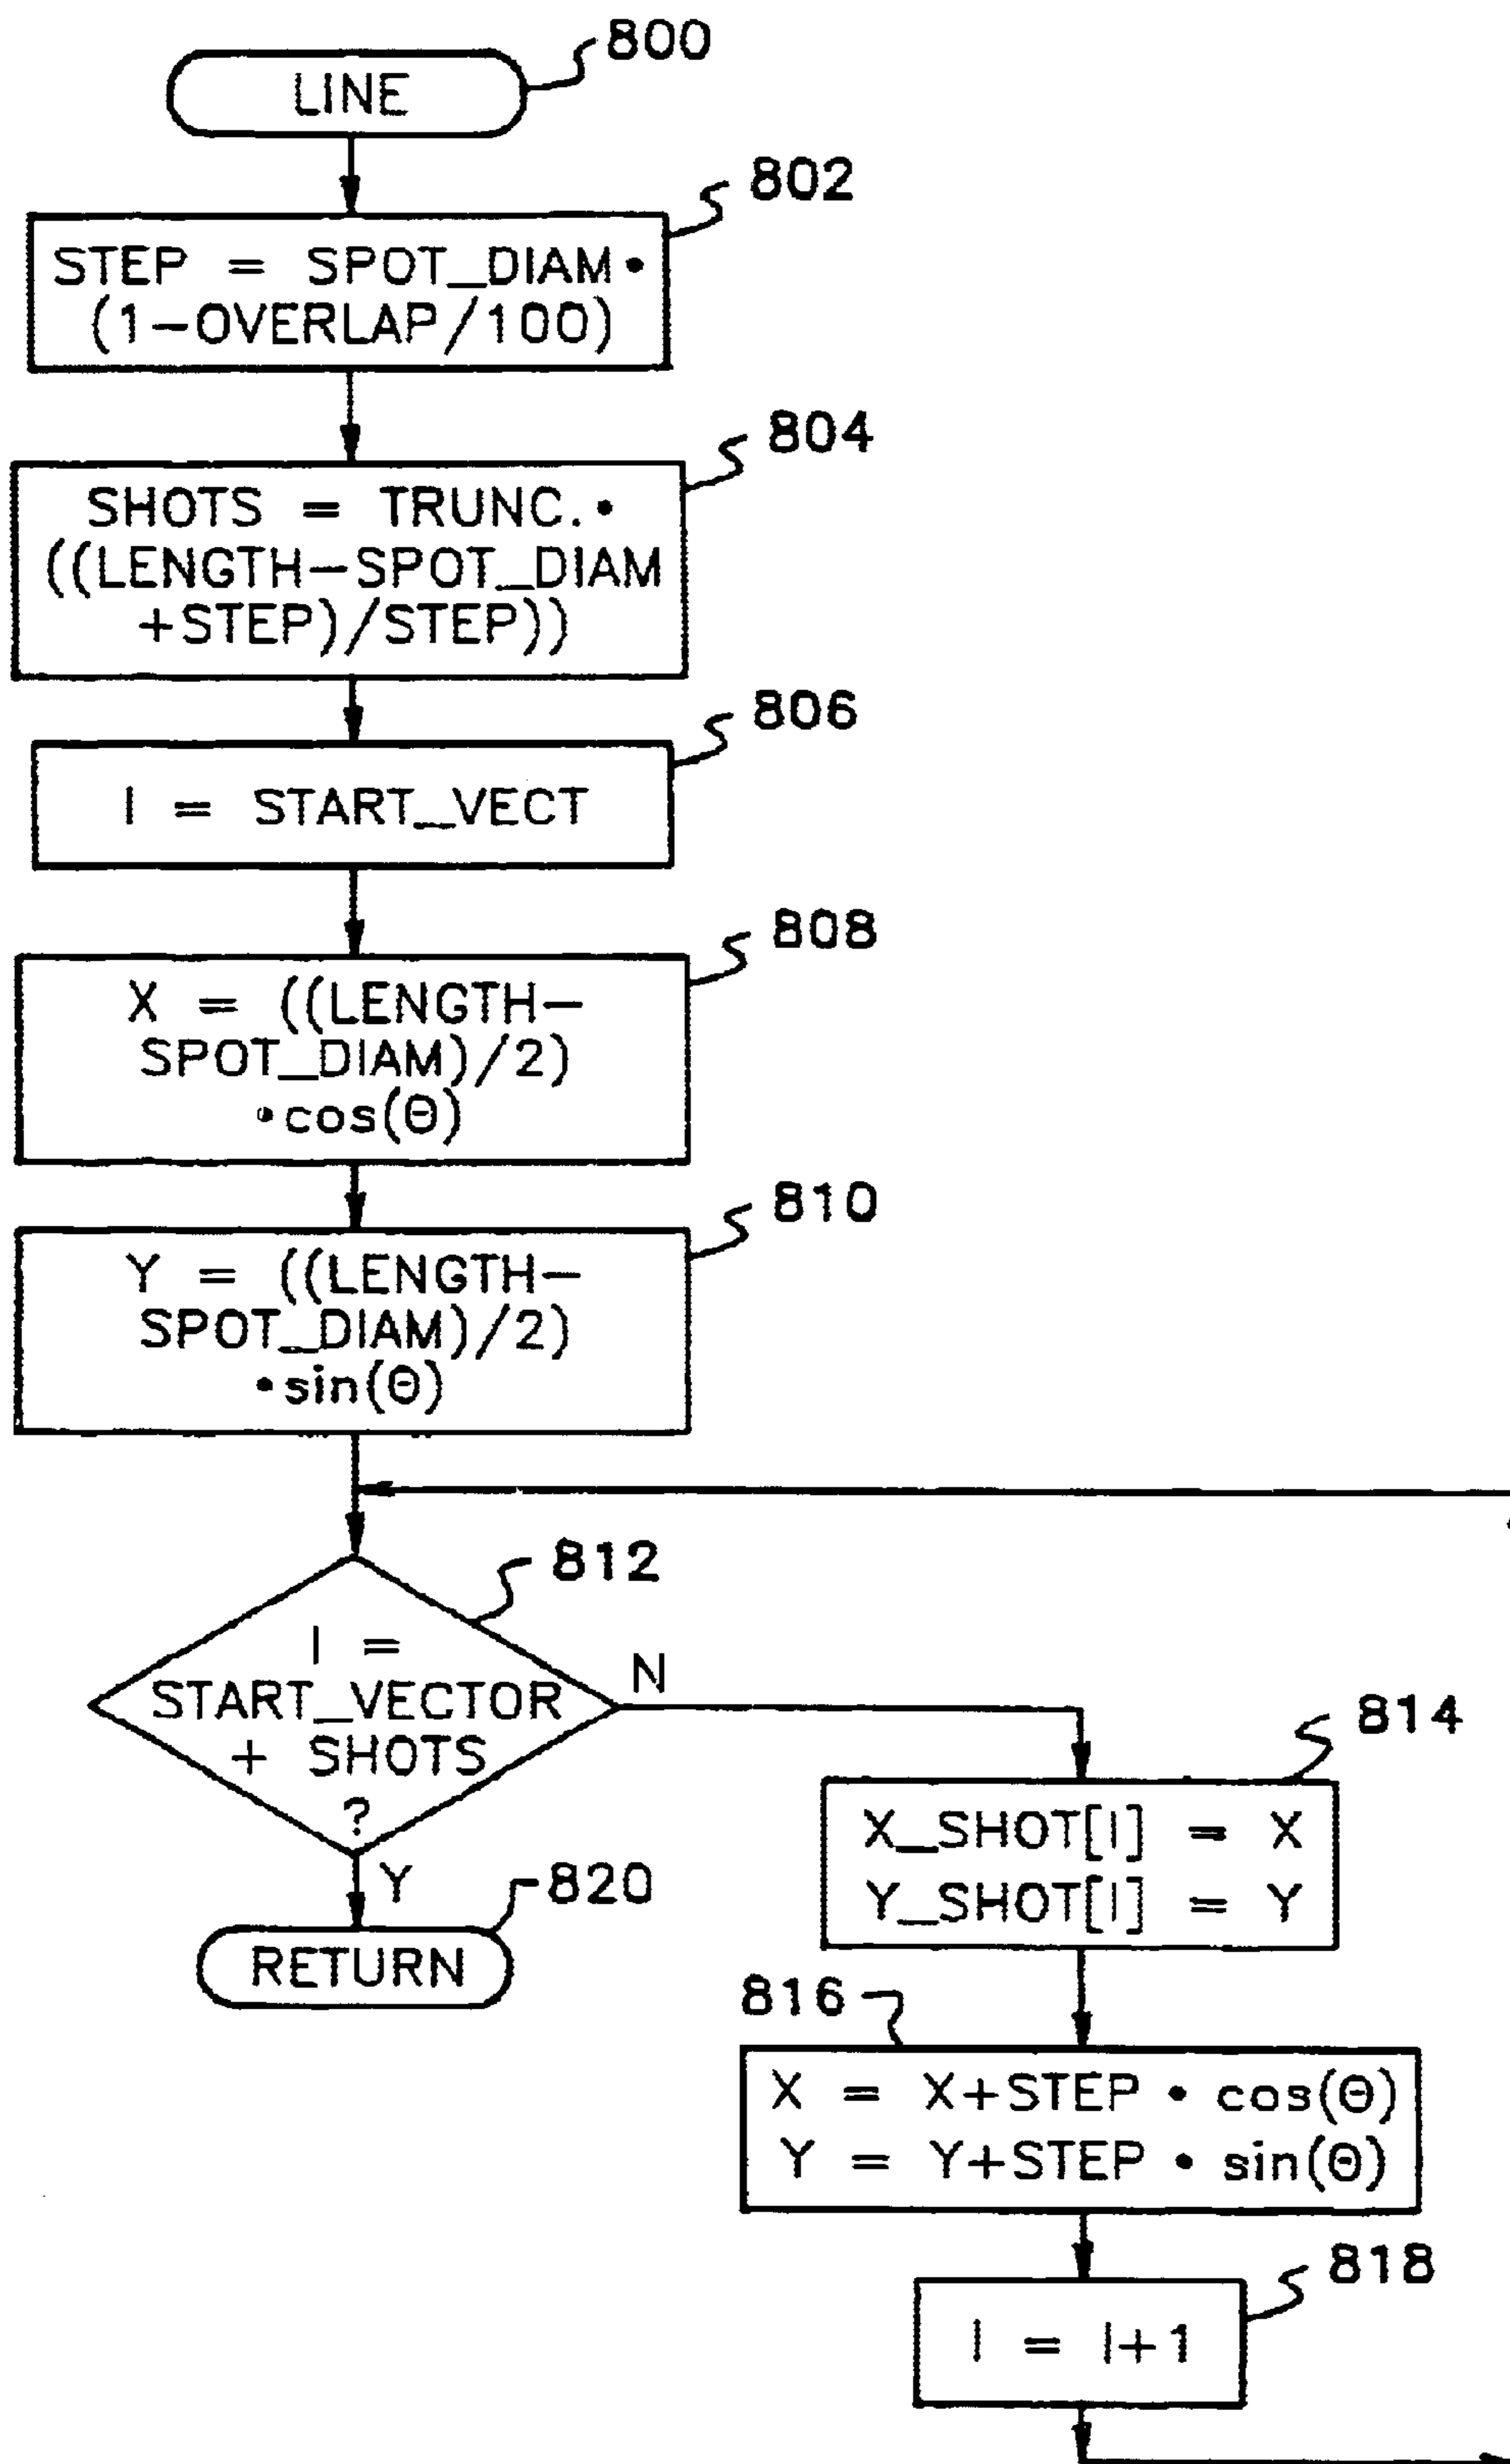 LINE
800
802
STEP = SPOT_DIAM •
(1-OVERLAP/100)
804
SHOTS = TRUNC. •
((LENGTH-SPOT_DIAM
+STEP)/STEP))
806
I = START_VECT
808
X = ((LENGTH-
SPOT_DIAM)/2)
•cos(Θ)
810
Y = ((LENGTH-
SPOT_DIAM)/2)
•sin(Θ)
812
I =
START_VECTOR
+ SHOTS
?
N
Y
820
RETURN
814
X_SHOT[I] = X
Y_SHOT[I] = Y
816
X = X+STEP • cos(Θ)
Y = Y+STEP • sin(Θ)
818
I = I+1